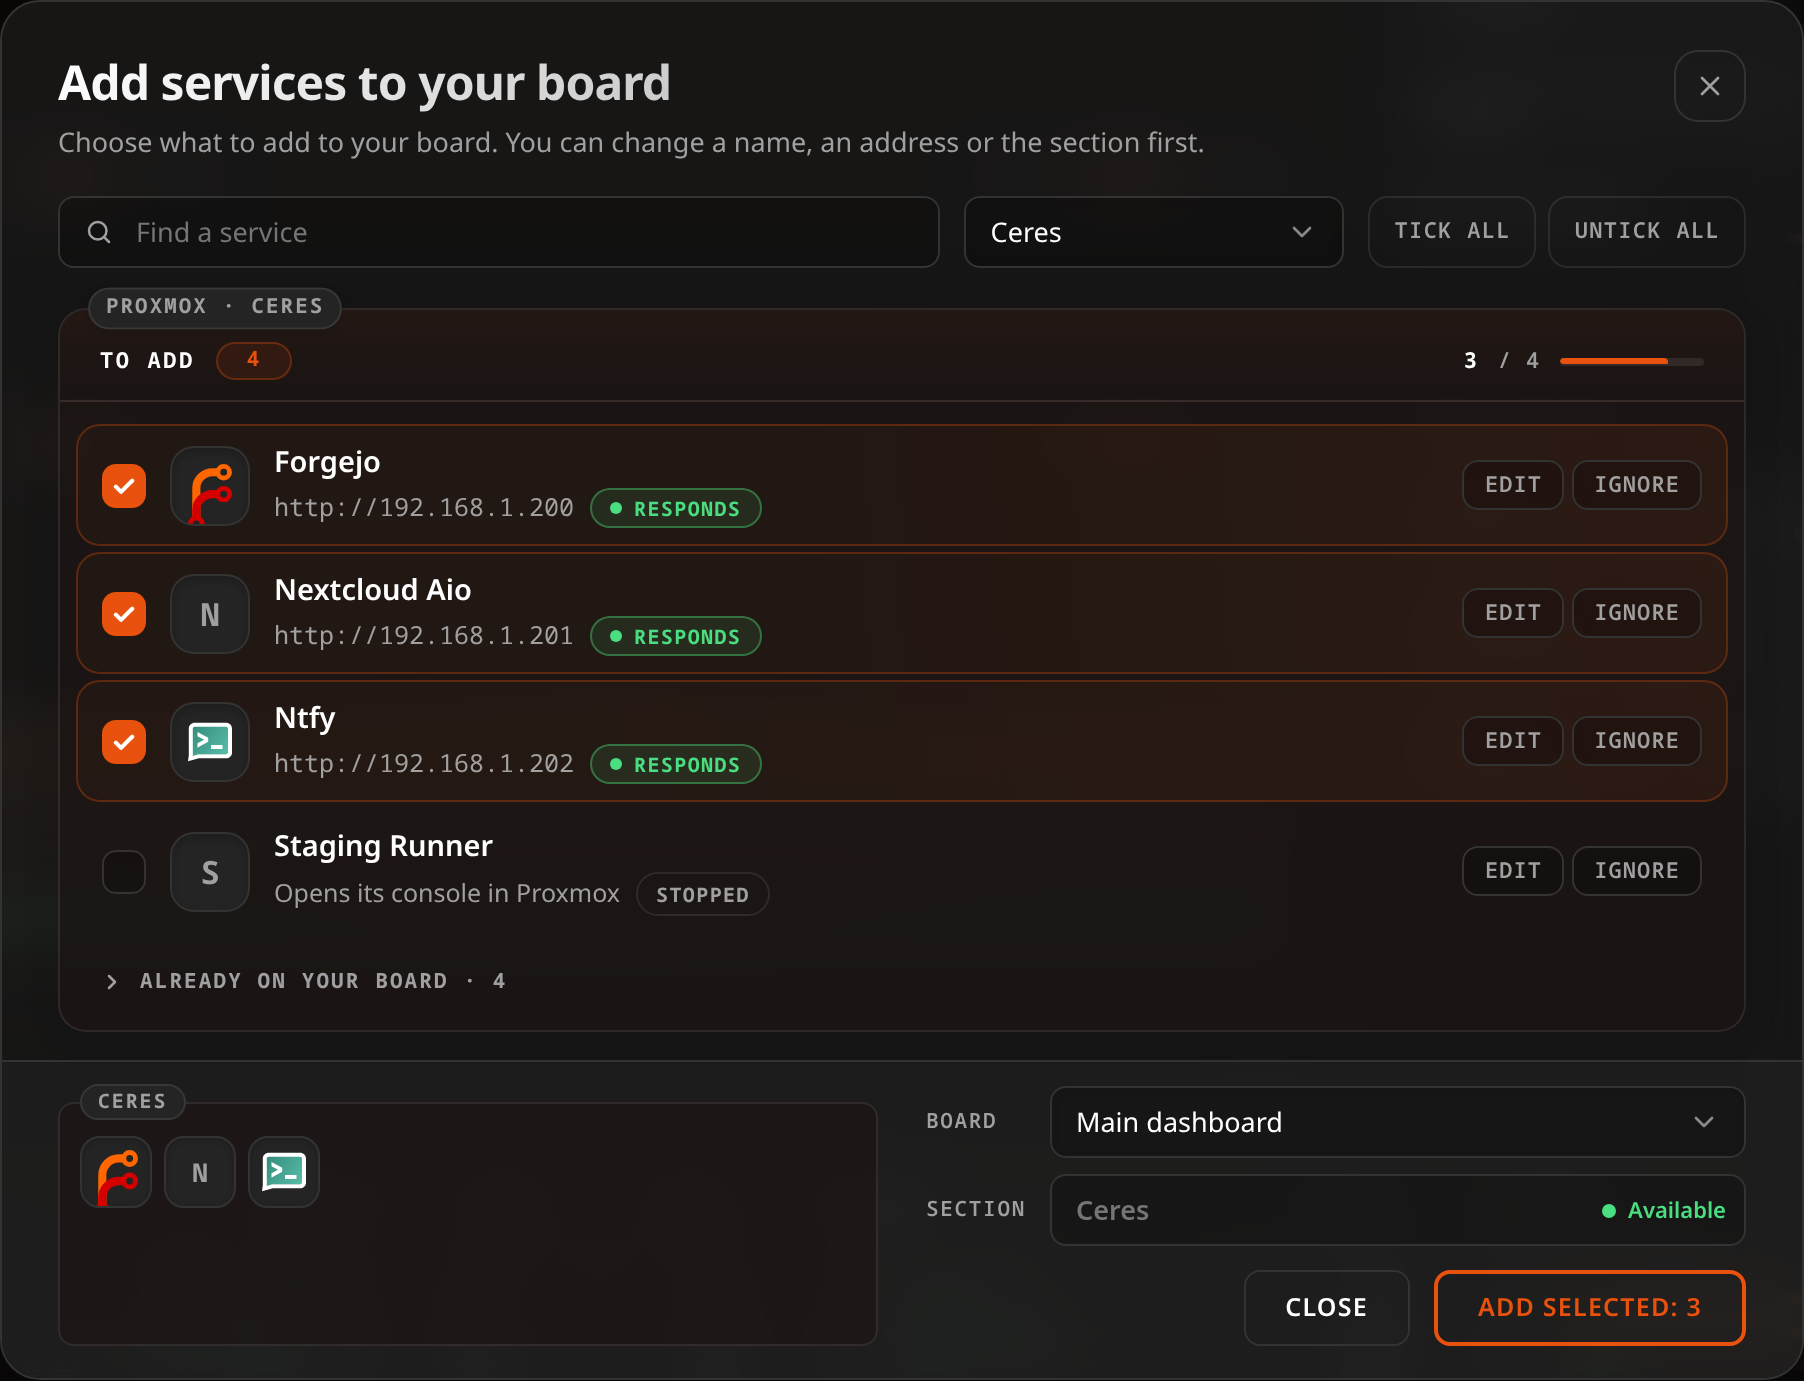 Add services to your board
Choose what to add to your board. You can change a name, an address or the section first.
Find a service
Ceres
TICK ALL
UNTICK ALL
PROXMOX · CERES
TO ADD 4
3 / 4
Forgejo
http://192.168.1.200 RESPONDS
EDIT IGNORE
N
Nextcloud Aio
http://192.168.1.201 RESPONDS
EDIT IGNORE
>_
Ntfy
http://192.168.1.202 RESPONDS
EDIT IGNORE
S
Staging Runner
Opens its console in Proxmox STOPPED
EDIT IGNORE
ALREADY ON YOUR BOARD · 4
CERES
N
>_
BOARD
Main dashboard
SECTION
Ceres
Available
CLOSE
ADD SELECTED: 3